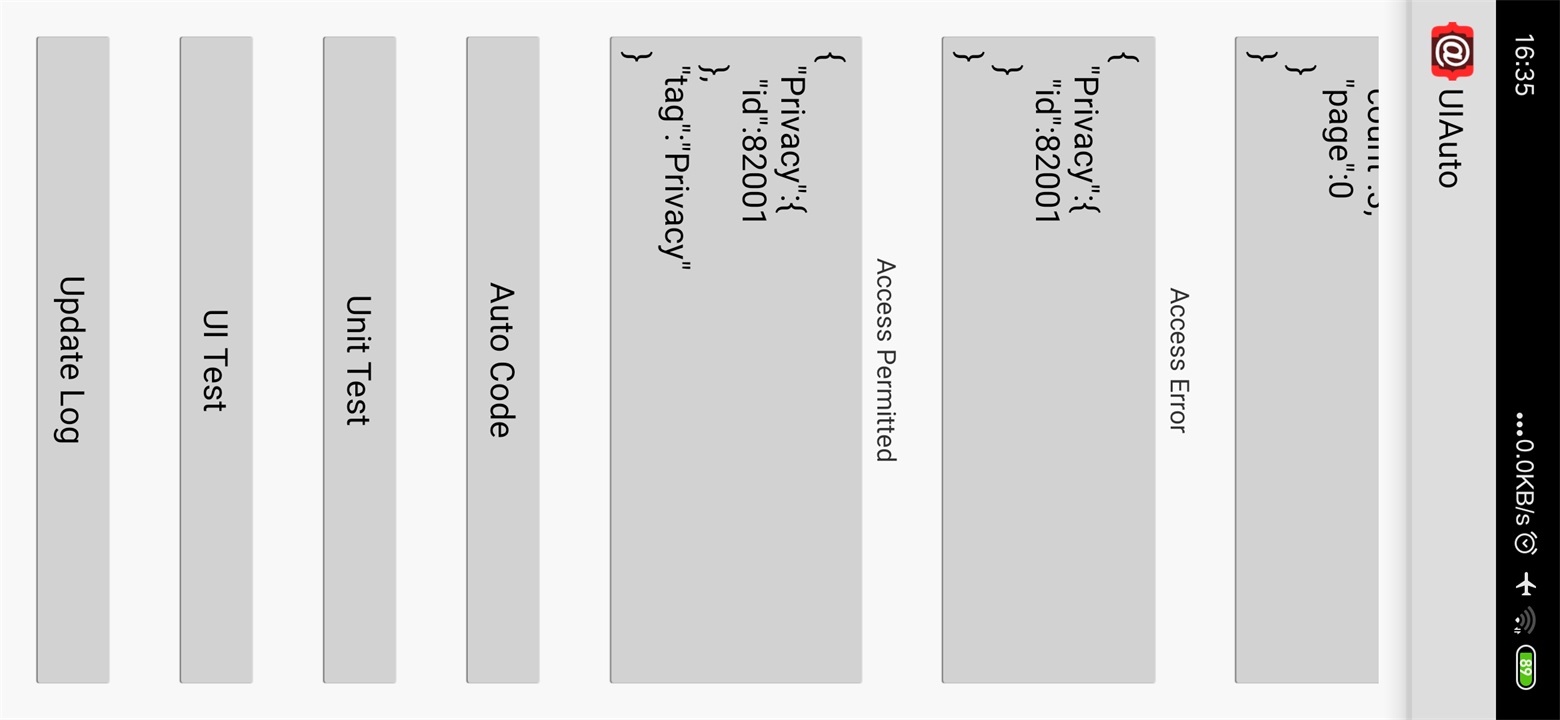 16:35
...0.0KB/s
89
UIAuto
"page":0
}
}
Access Error
{
"Privacy":{
"id":82001
}
}
Access Permitted
{
"Privacy":{
"id":82001
},
"tag":"Privacy"
}
Auto Code
Unit Test
UI Test
Update Log